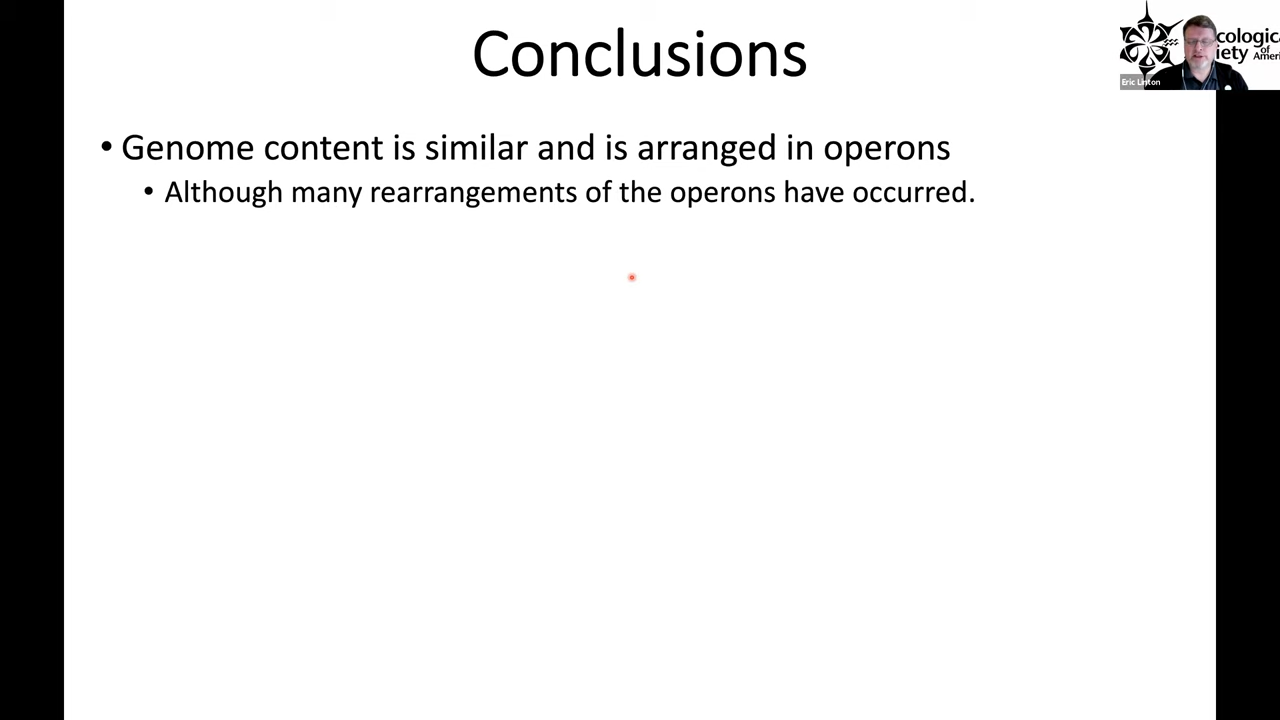 Conclusions
• Genome content is similar and is arranged in operons
• Although many rearrangements of the operons have occurred.
cologica
iety of Ameri
Eric Linton